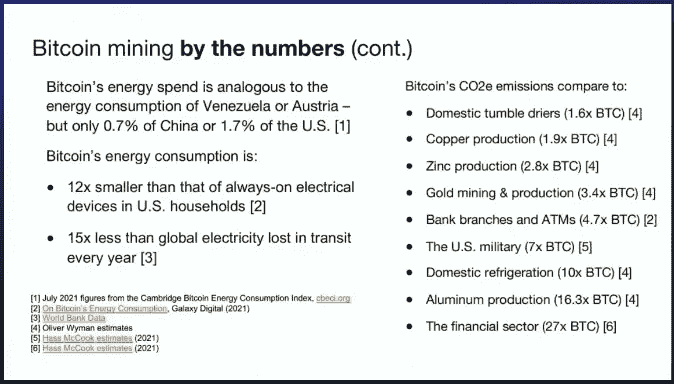 Bitcoin mining by the numbers (cont.)
Bitcoin's energy spend is analogous to the
energy consumption of Venezuela or Austria –
but only 0.7% of China or 1.7% of the U.S. [1]
Bitcoin's energy consumption is:
● 12x smaller than that of always-on electrical
devices in U.S. households [2]
● 15x less than global electricity lost in transit
every year [3]
[1] July 2021 figures from the Cambridge Bitcoin Energy Consumption Index, cbeci.org
[2] On Bitcoin's Energy Consumption, Galaxy Digital (2021)
[3] World Bank Data
[4] Oliver Wyman estimates
[5] Hass McCook estimates (2021)
[6] Hass McCook estimates (2021)
Bitcoin's CO2e emissions compare to:
● Domestic tumble driers (1.6x BTC) [4]
● Copper production (1.9x BTC) [4]
● Zinc production (2.8x BTC) [4]
● Gold mining & production (3.4x BTC) [4]
● Bank branches and ATMs (4.7x BTC) [2]
● The U.S. military (7x BTC) [5]
● Domestic refrigeration (10x BTC) [4]
● Aluminum production (16.3x BTC) [4]
● The financial sector (27x BTC) [6]